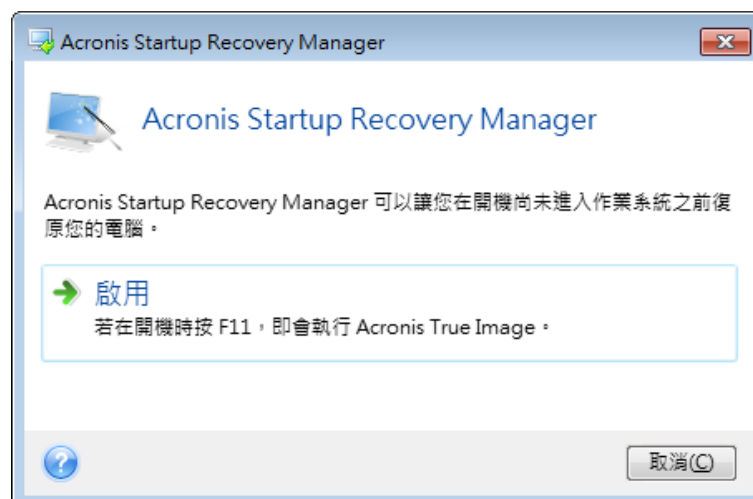 Acronis Startup Recovery Manager
Acronis Startup Recovery Manager
Acronis Startup Recovery Manager 可以讓您在開機尚未進入作業系統之前復
原您的電腦。
啟用
若在開機時按 F11，即會執行 Acronis True Image。
取消(C)